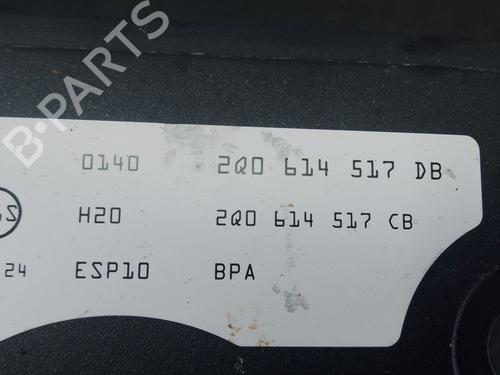 B-PARTS
0140 2Q0 614 517 DB
S H20 2Q0 614 517 CB
24 ESP10 BPA